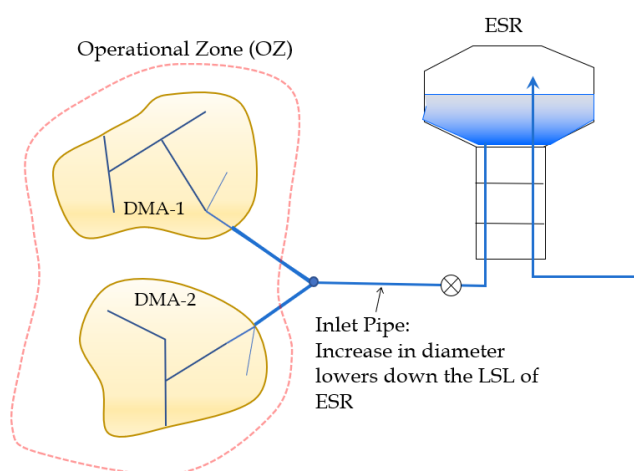 ESR
Operational Zone (OZ)
DMA-1
DMA-2
Inlet Pipe:
Increase in diameter
lowers down the LSL of
ESR